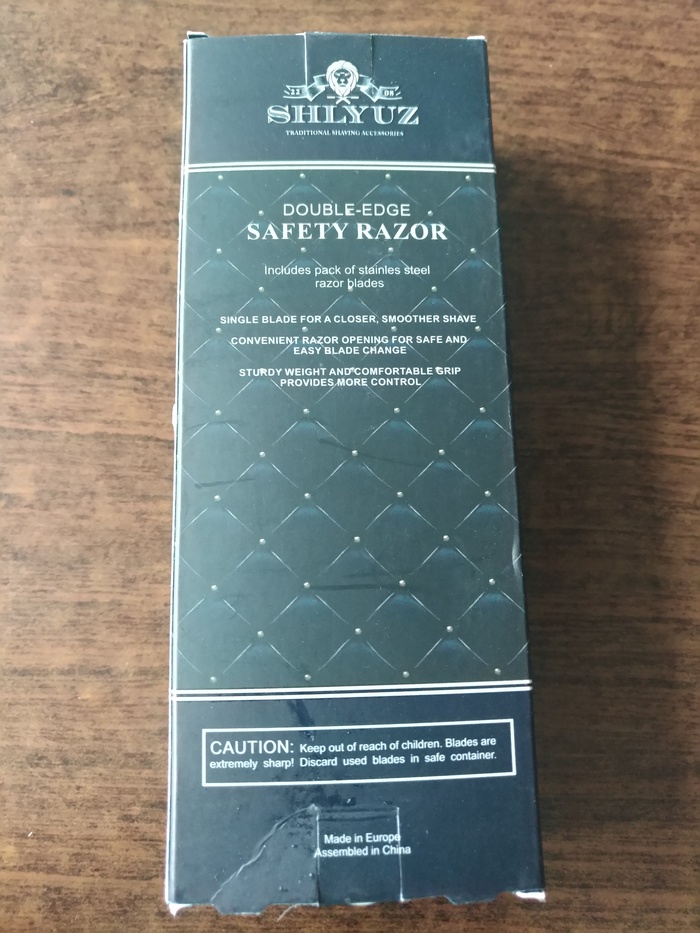 22 08
SHLYUZ
TRADITIONAL SHAVING ACCESSORIES
DOUBLE-EDGE
SAFETY RAZOR
Includes pack of stainles steel
razor blades
SINGLE BLADE FOR A CLOSER, SMOOTHER SHAVE
CONVENIENT RAZOR OPENING FOR SAFE AND
EASY BLADE CHANGE
STURDY WEIGHT AND COMFORTABLE GRIP
PROVIDES MORE CONTROL
CAUTION: Keep out of reach of children. Blades are
extremely sharp! Discard used blades in safe container.
Made in Europe
Assembled in China